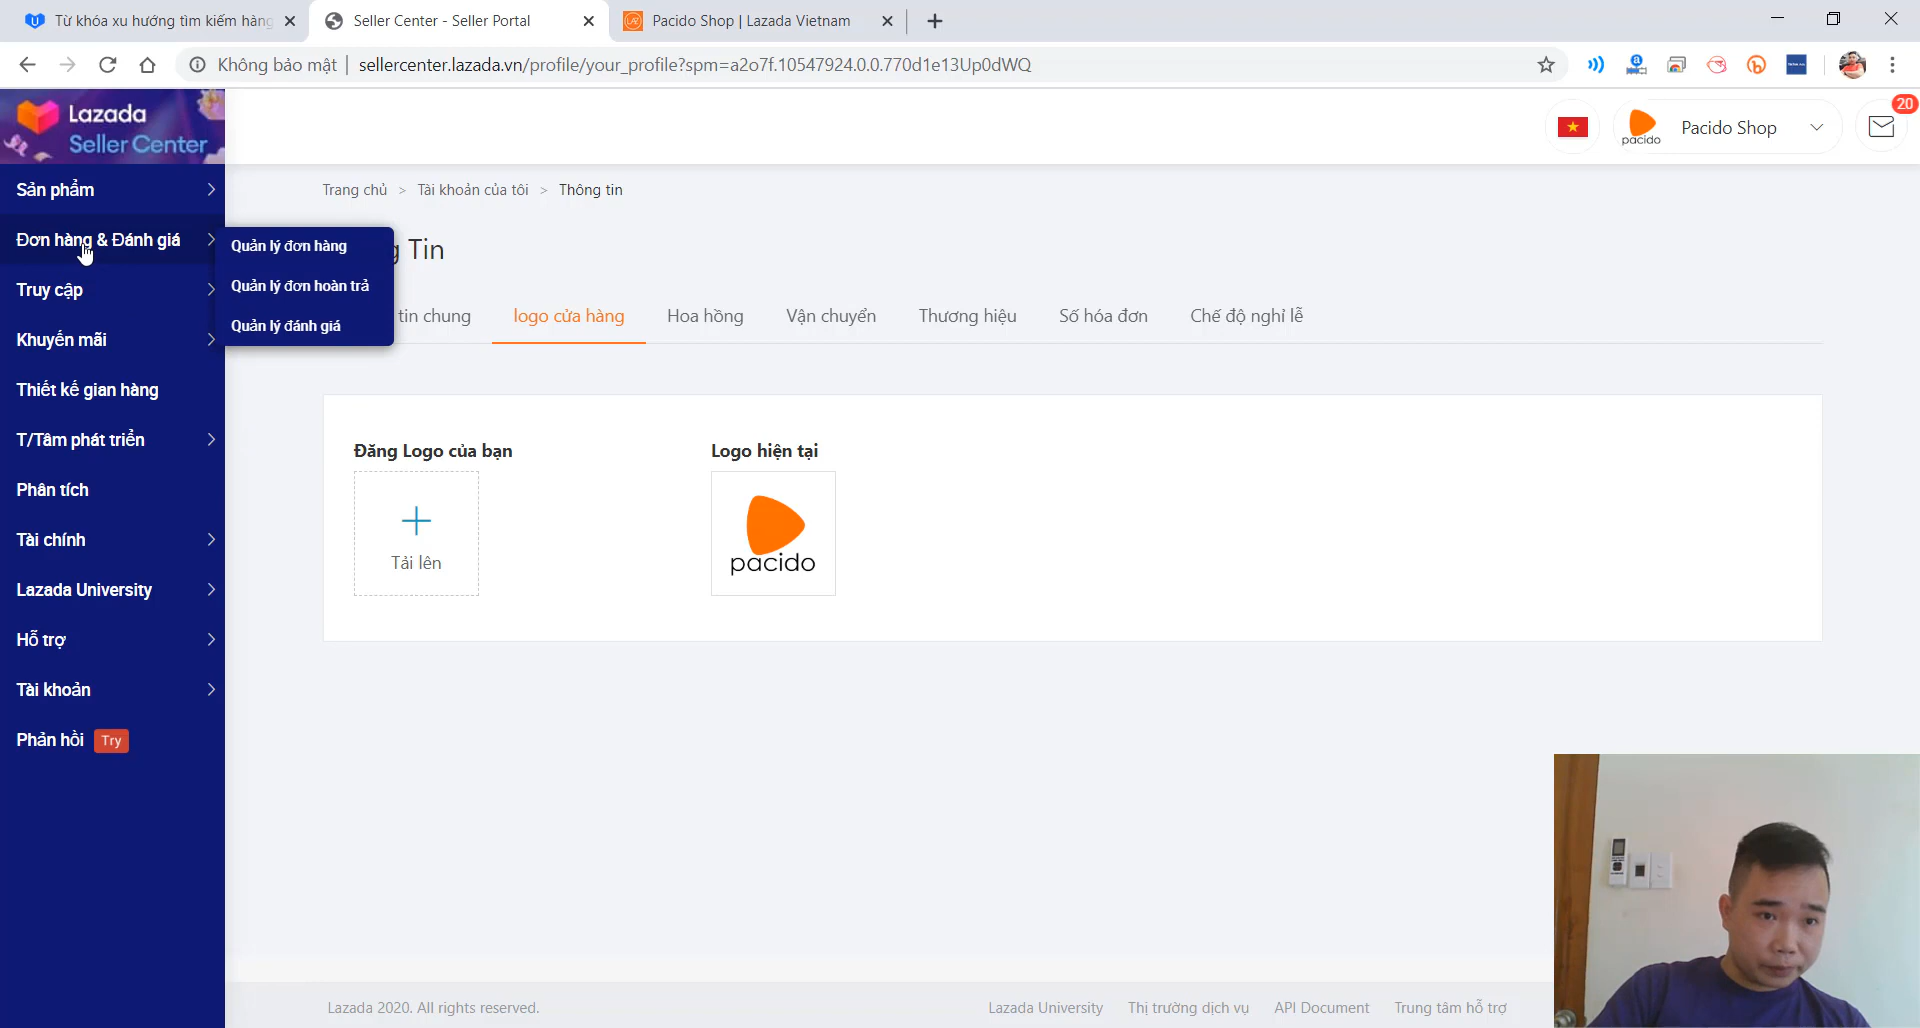 Từ khóa xu hướng tìm kiếm hàng
Seller Center - Seller Portal
Pacido Shop | Lazada Vietnam
Không bảo mật
sellercenter.lazada.vn/profile/your_profile?spm=a2o7f.10547924.0.0.770d1e13Up0dWQ
Lazada
Seller Center
pacido
Pacido Shop
20
Sản phẩm
Đơn hàng & Đánh giá
Truy cập
Khuyến mãi
Thiết kế gian hàng
T/Tâm phát triển
Phân tích
Tài chính
Lazada University
Hỗ trợ
Tài khoản
Phản hồi Try
Quản lý đơn hàng
Quản lý đơn hoàn trả
Quản lý đánh giá
Trang chủ > Tài khoản của tôi > Thông tin
g Tin
tin chung
logo cửa hàng
Hoa hồng
Vận chuyển
Thương hiệu
Số hóa đơn
Chế độ nghỉ lễ
Đăng Logo của bạn
Tải lên
Logo hiện tại
pacido
Lazada 2020. All rights reserved.
Lazada University
Thị trường dịch vụ
API Document
Trung tâm hỗ trợ